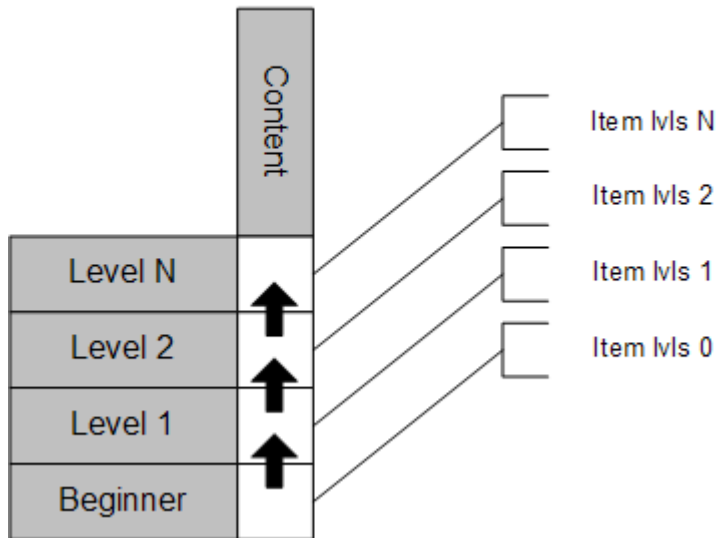 Content
Item lvls N
Item lvls 2
Level N
Item lvls 1
Level 2
Item lvls 0
Level 1
Beginner